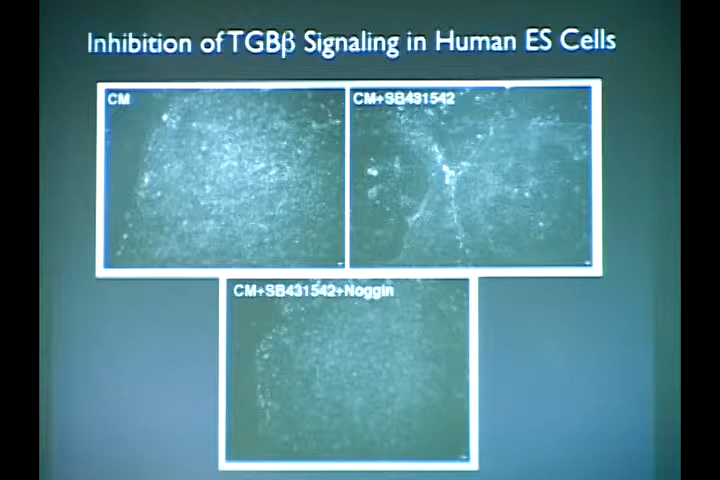 Inhibition of TGBβ Signaling in Human ES Cells
CM
CM+SB431542
CM+SB431542+Noggin